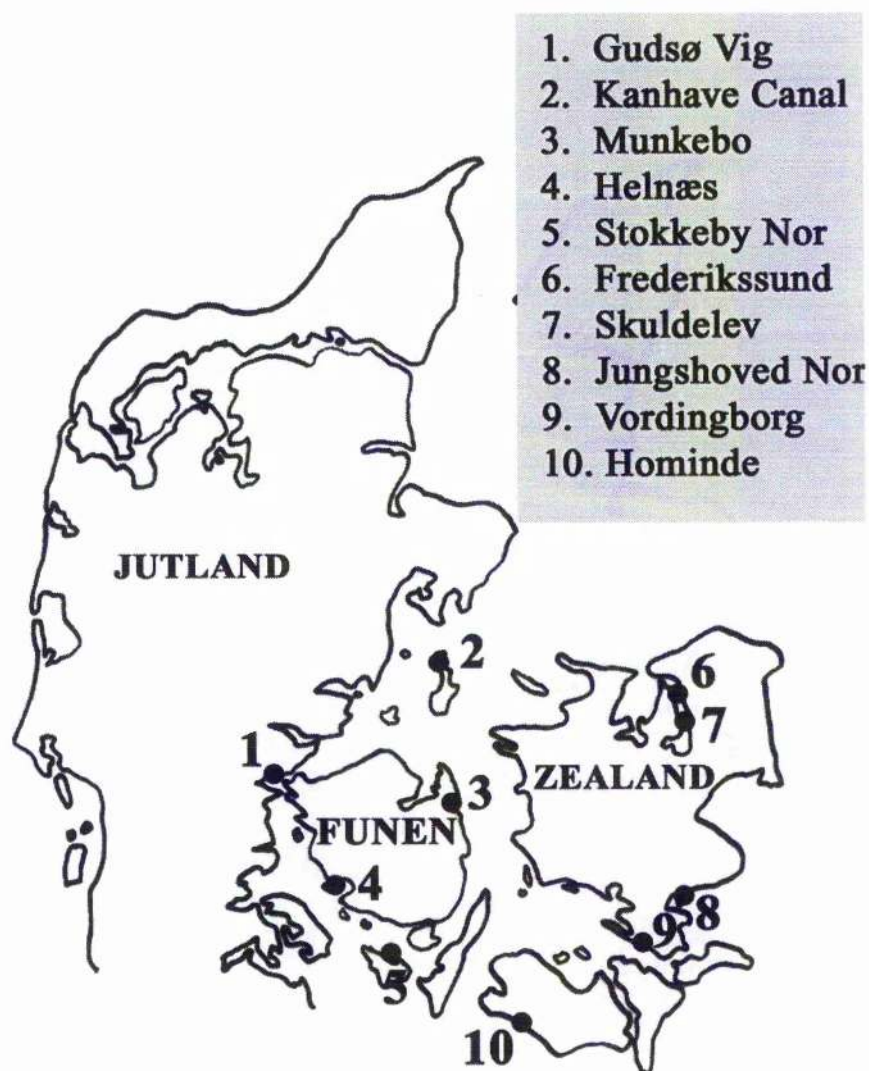 1. Gudsø Vig
2. Kanhave Canal
3. Munkebo
4. Helnæs
5. Stokkeby Nor
6. Frederikssund
7. Skuldelev
8. Jungshoved Nor
9. Vordingborg
10. Hominde
JUTLAND
2
6
7
1
ZEALAND
3
FUNEN
4
8
9
5
10